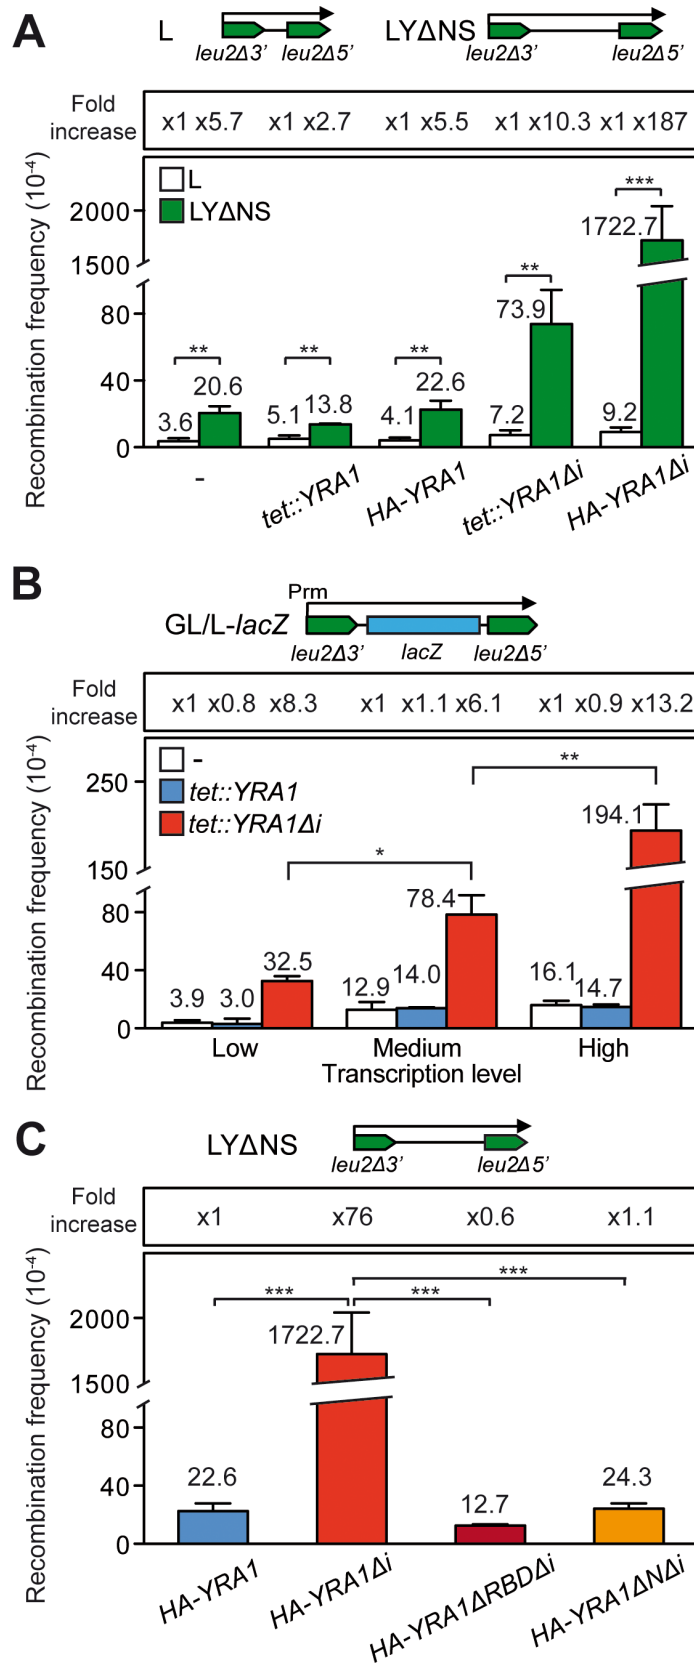 A
L
LYΔNS
leu2Δ3’ leu2Δ5’
leu2Δ3’ leu2Δ5’
Fold
increase
x1 x5.7 x1 x2.7 x1 x5.5 x1 x10.3 x1 x187
Recombination frequency (10-4)
L
LYΔNS
2000
1500
80
40
0
** ** ** ** ***
3.6 20.6 5.1 13.8 4.1 22.6 7.2 73.9 9.2 1722.7
- tet::YRA1 HA-YRA1 tet::YRA1Δi HA-YRA1Δi
B
Prm
GL/L-lacZ
leu2Δ3’ lacZ leu2Δ5’
Fold
increase
x1 x0.8 x8.3 x1 x1.1 x6.1 x1 x0.9 x13.2
Recombination frequency (10-4)
-
tet::YRA1
tet::YRA1Δi
250
150
80
40
0
* **
3.9 3.0 32.5 12.9 14.0 78.4 16.1 14.7 194.1
Low Medium High
Transcription level
C
LYΔNS
leu2Δ3’ leu2Δ5’
Fold
increase
x1 x76 x0.6 x1.1
Recombination frequency (10-4)
2000
1500
80
40
0
*** *** ***
22.6 1722.7 12.7 24.3
HA-YRA1 HA-YRA1Δi HA-YRA1ΔRBDΔi HA-YRA1ΔNΔi